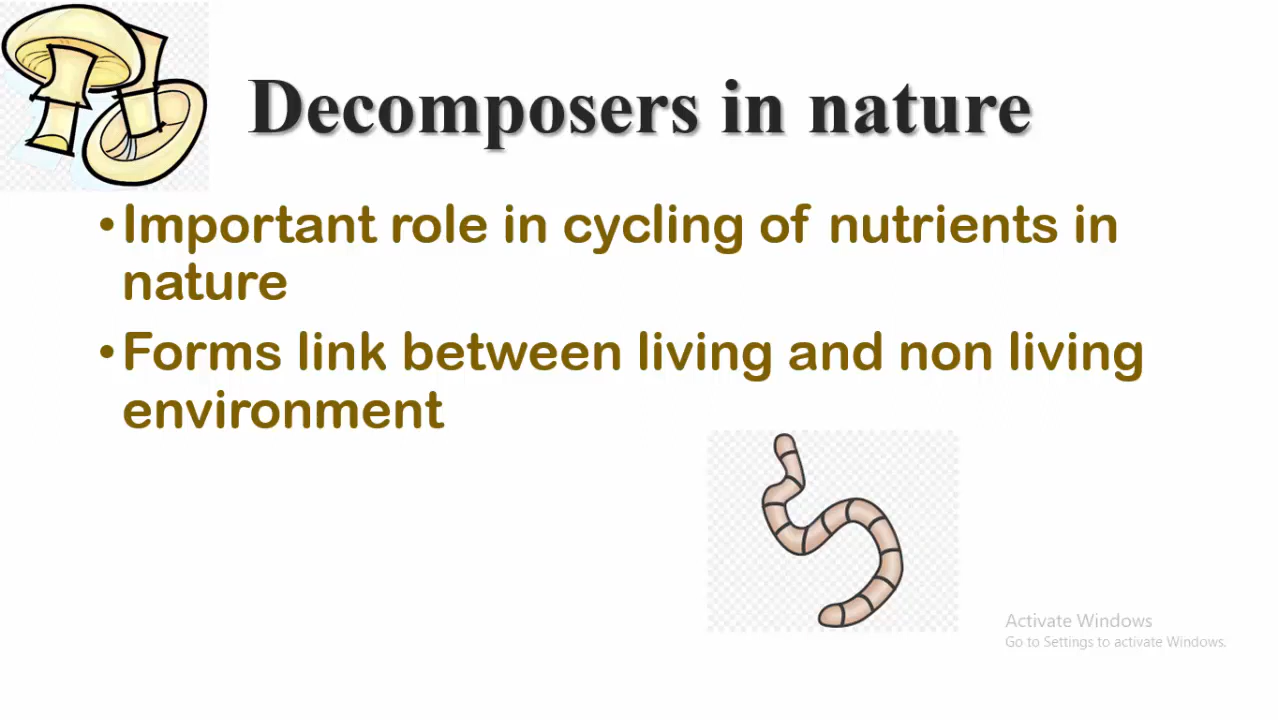 Decomposers in nature
•Important role in cycling of nutrients in
nature
•Forms link between living and non living
environment
Activate Windows
Go to Settings to activate Windows.